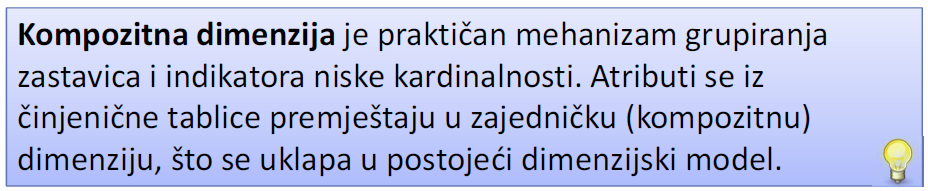 Kompozitna dimenzija je praktičan mehanizam grupiranja
zastavica i indikatora niske kardinalnosti. Atributi se iz
činjenične tablice premještaju u zajedničku (kompozitnu)
dimenziju, što se uklapa u postojeći dimenzijski model.